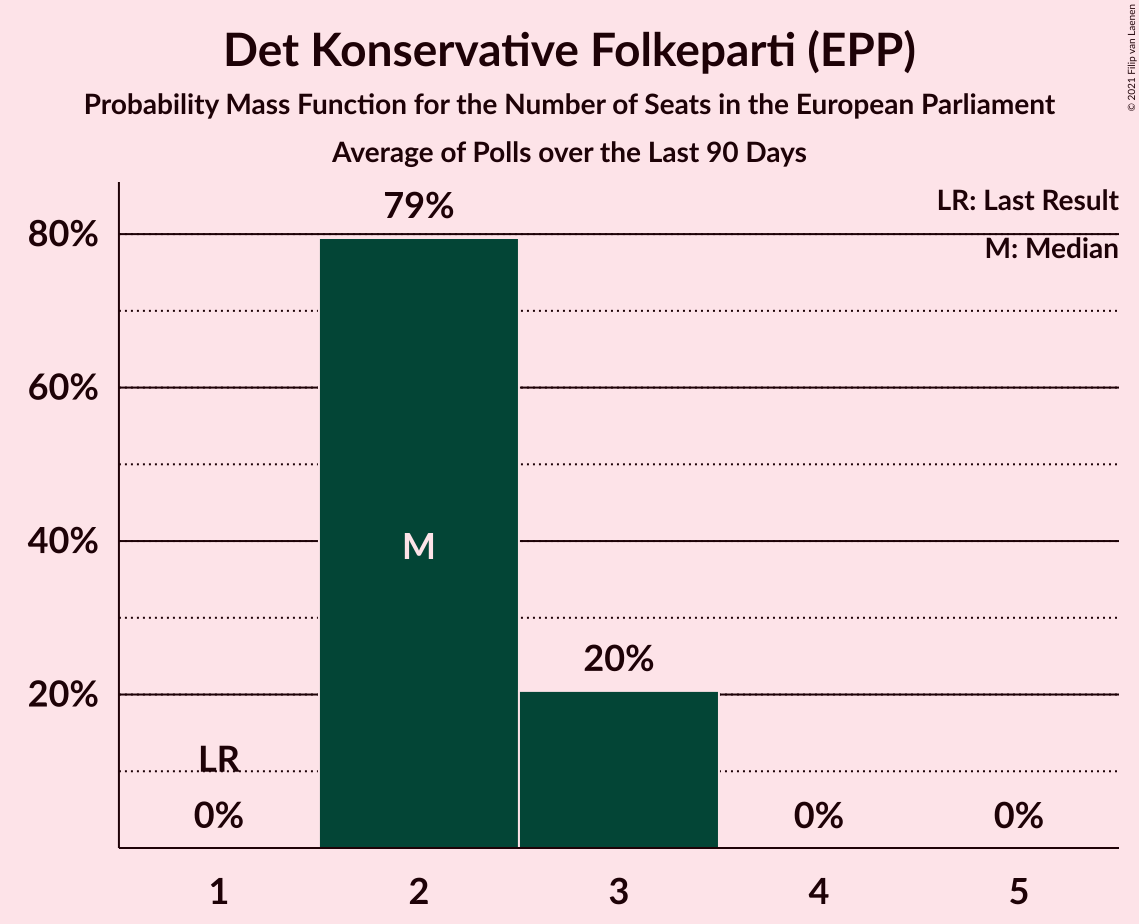 Det Konservative Folkeparti (EPP)
Probability Mass Function for the Number of Seats in the European Parliament
Average of Polls over the Last 90 Days
© 2021 Filip van Laenen
LR: Last Result
M: Median
79%
80%
60%
40%
20%
M
20%
LR
0%
0%
0%
1
2
3
4
5